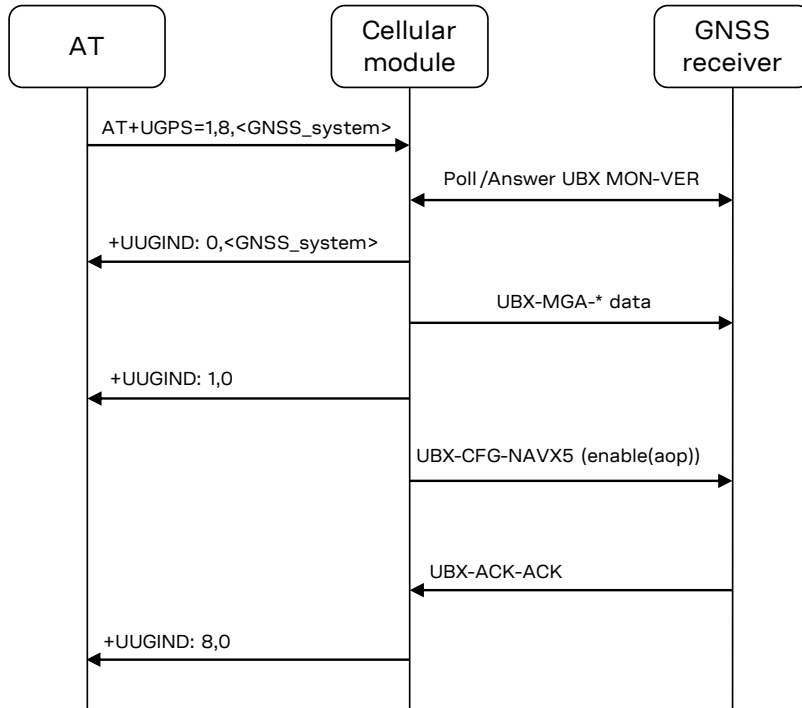 AT
Cellular
module
GNSS
receiver
AT+UGPS=1,8,<GNSS_system>
Poll/Answer UBX MON-VER
+UUGIND: 0,<GNSS_system>
UBX-MGA-* data
+UUGIND: 1,0
UBX-CFG-NAVX5 (enable(aop))
UBX-ACK-ACK
+UUGIND: 8,0